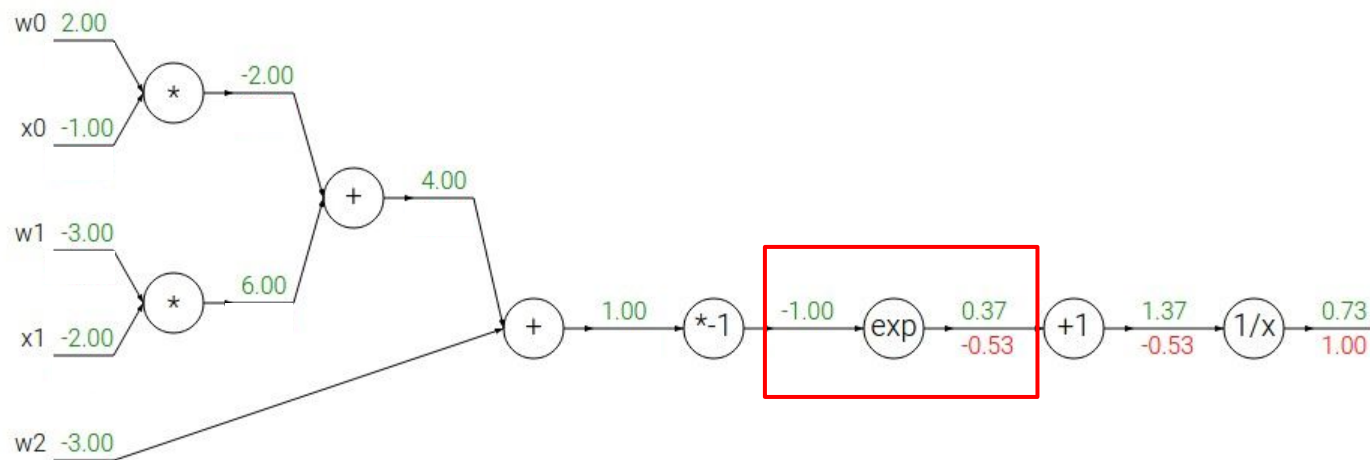 w0 2.00
* -2.00
x0 -1.00
+ 4.00
w1 -3.00
* 6.00
x1 -2.00
+ 1.00 *-1 -1.00 exp 0.37 +1 1.37 1/x 0.73
-0.53 -0.53 1.00
w2 -3.00